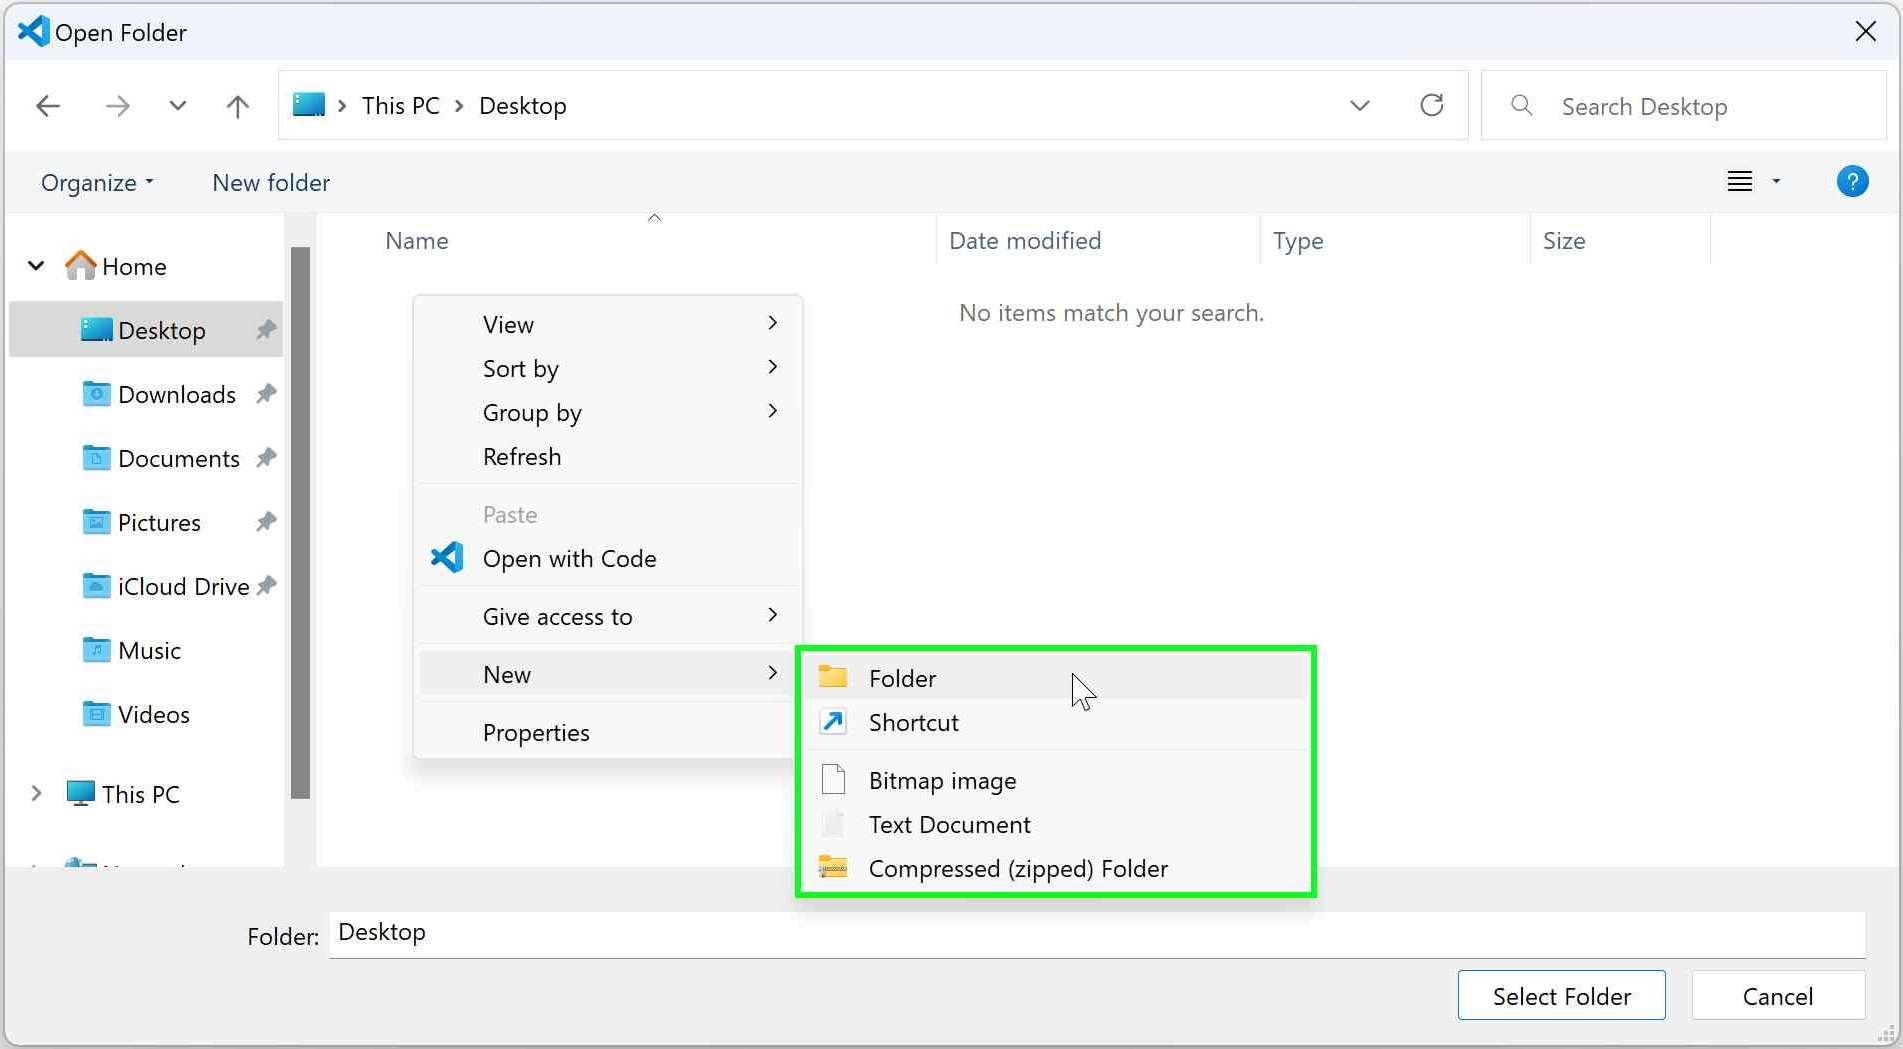 Open Folder
This PC > Desktop
Search Desktop
Organize
New folder
?
Name
Date modified
Type
Size
No items match your search.
Home
Desktop
Downloads
Documents
Pictures
iCloud Drive
Music
Videos
This PC
View
Sort by
Group by
Refresh
Paste
Open with Code
Give access to
New
Properties
Folder
Shortcut
Bitmap image
Text Document
Compressed (zipped) Folder
Folder: Desktop
Select Folder
Cancel